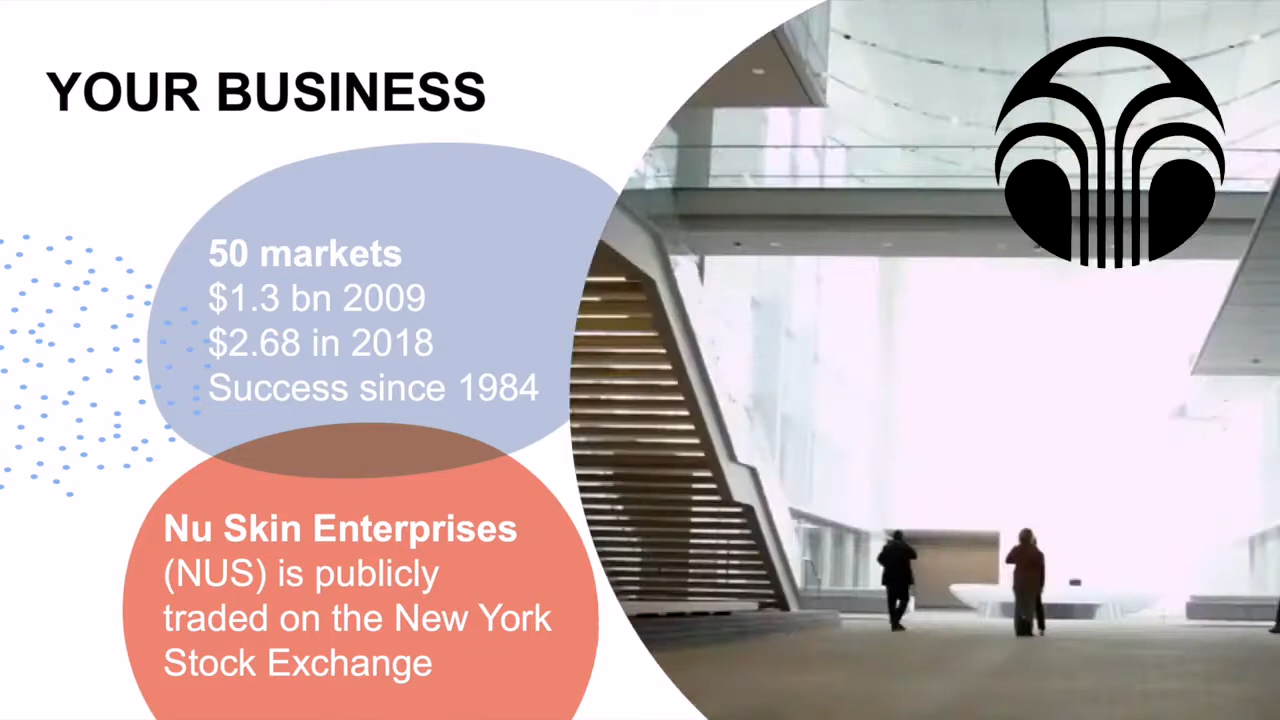 YOUR BUSINESS
50 markets
$1.3 bn 2009
$2.68 in 2018
Success since 1984
Nu Skin Enterprises
(NUS) is publicly
traded on the New York
Stock Exchange